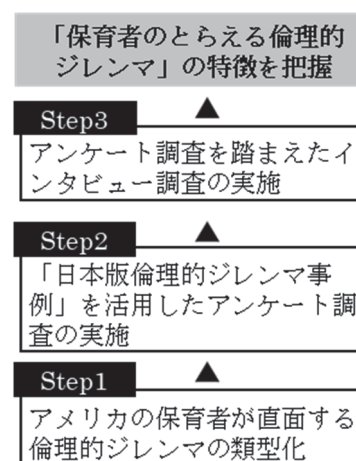 「保育者のとらえる倫理的
ジレンマ」の特徴を把握
▲
Step3
アンケート調査を踏まえたイ
ンタビュー調査の実施
▲
Step2
「日本版倫理的ジレンマ事
例」を活用したアンケート調
査の実施
▲
Step1
アメリカの保育者が直面する
倫理的ジレンマの類型化